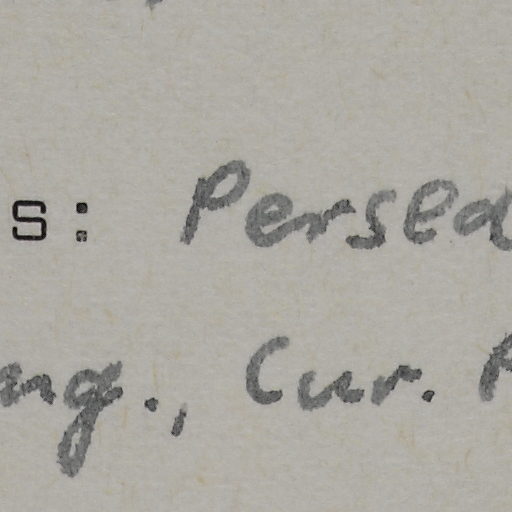 s: Persea
ang., Cur. P